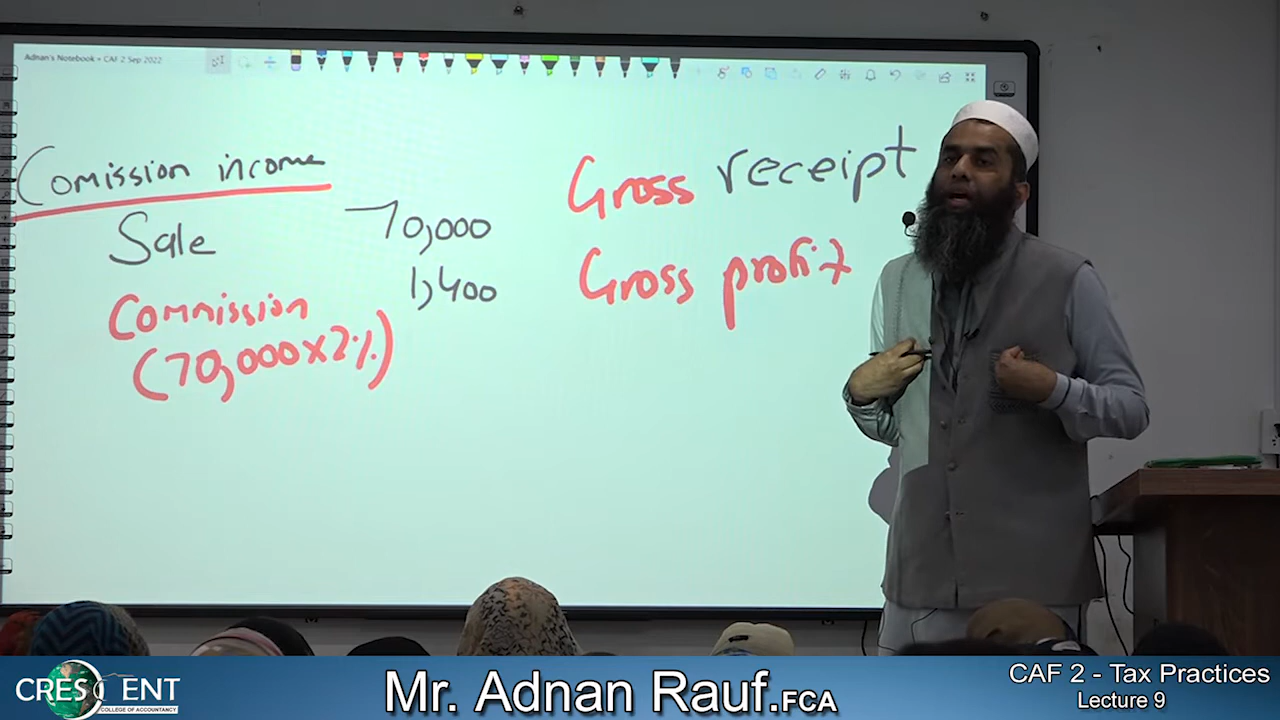 Adnan's Notebook • CAF 2 Sep 2022
Comission income
Sale 70,000
Commission 1,400
(70,000×2%)
Gross receipt
Gross profit
CRESCENT
COLLEGE OF ACCOUNTANCY
Mr. Adnan Rauf.FCA
CAF 2 - Tax Practices
Lecture 9